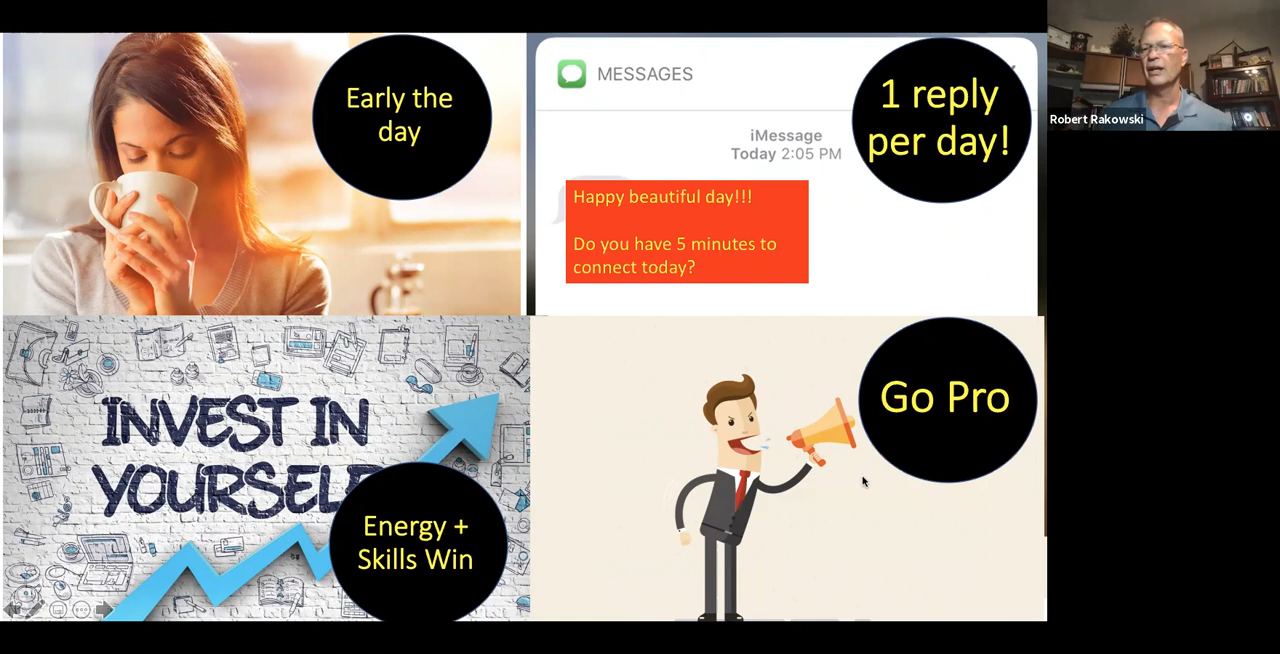 Early the
day
MESSAGES
1 reply
per day!
iMessage
Today 2:05 PM
Happy beautiful day!!!
Do you have 5 minutes to
connect today?
Robert Rakowski
INVEST IN
YOURSELF
Energy +
Skills Win
Go Pro